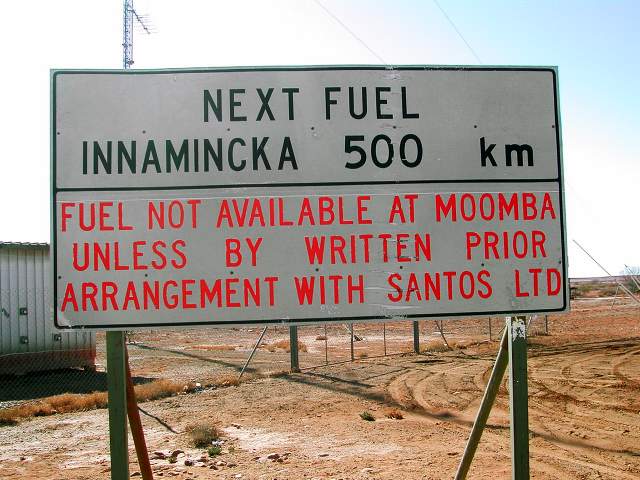 NEXT FUEL
INNAMINCKA 500 km
FUEL NOT AVAILABLE AT MOOMBA
UNLESS BY WRITTEN PRIOR
ARRANGEMENT WITH SANTOS LTD